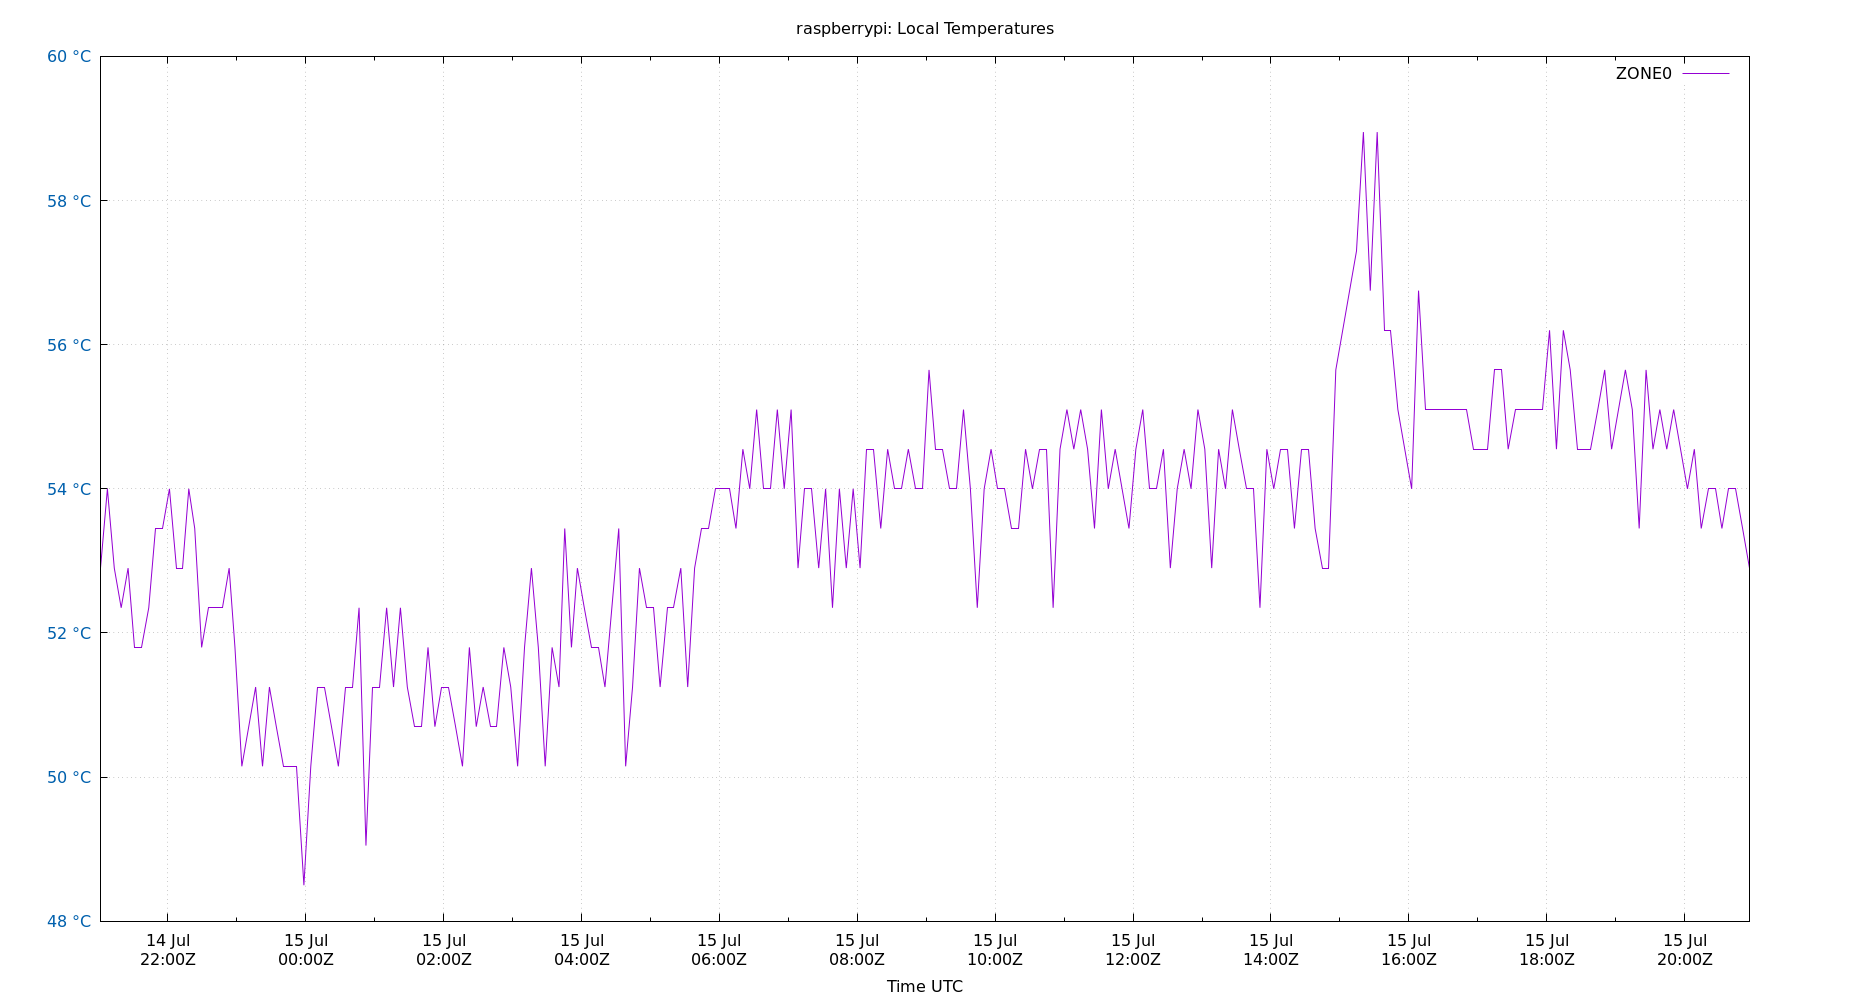 raspberrypi: Local Temperatures
60 °C
ZONE0
58 °C
56 °C
54 °C
52 °C
50 °C
48 °C
14 Jul 15 Jul 15 Jul 15 Jul 15 Jul 15 Jul 15 Jul 15 Jul 15 Jul 15 Jul 15 Jul 15 Jul
22:00Z 00:00Z 02:00Z 04:00Z 06:00Z 08:00Z 10:00Z 12:00Z 14:00Z 16:00Z 18:00Z 20:00Z
Time UTC